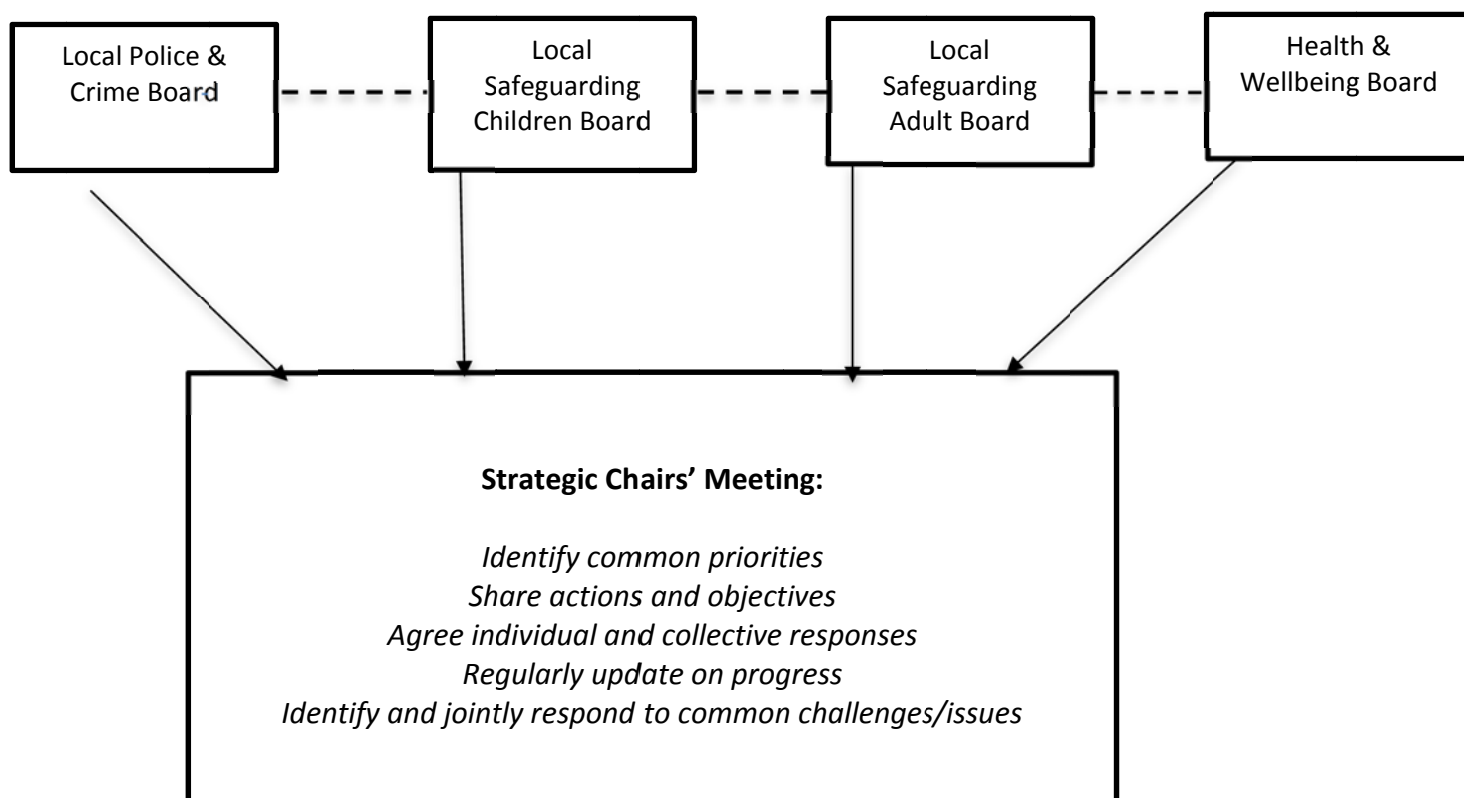 Local Police &
Crime Board
Local
Safeguarding
Children Board
Local
Safeguarding
Adult Board
Health &
Wellbeing Board
Strategic Chairs’ Meeting:
Identify common priorities
Share actions and objectives
Agree individual and collective responses
Regularly update on progress
Identify and jointly respond to common challenges/issues